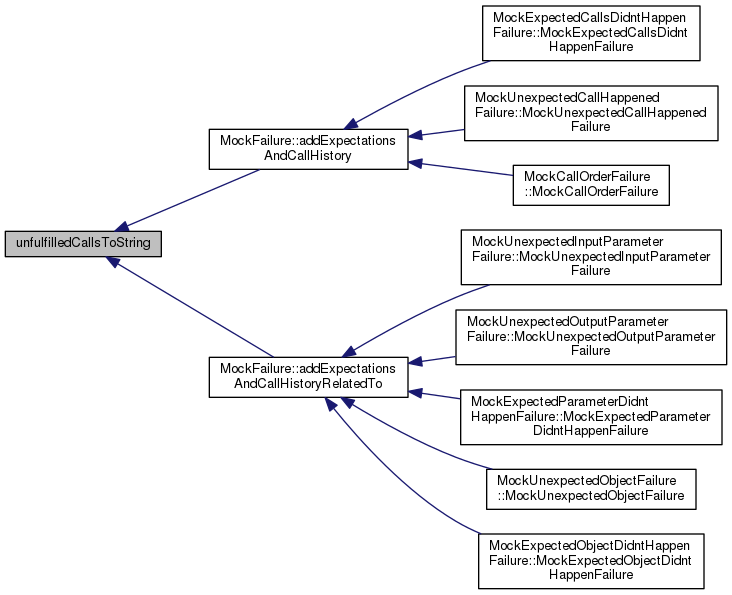 unfulfilledCallsToString
MockFailure::addExpectations
AndCallHistory
MockExpectedCallsDidntHappen
Failure::MockExpectedCallsDidnt
HappenFailure
MockUnexpectedCallHappened
Failure::MockUnexpectedCallHappened
Failure
MockCallOrderFailure
::MockCallOrderFailure
MockFailure::addExpectations
AndCallHistoryRelatedTo
MockUnexpectedInputParameter
Failure::MockUnexpectedInputParameter
Failure
MockUnexpectedOutputParameter
Failure::MockUnexpectedOutputParameter
Failure
MockExpectedParameterDidnt
HappenFailure::MockExpectedParameter
DidntHappenFailure
MockUnexpectedObjectFailure
::MockUnexpectedObjectFailure
MockExpectedObjectDidntHappen
Failure::MockExpectedObjectDidnt
HappenFailure